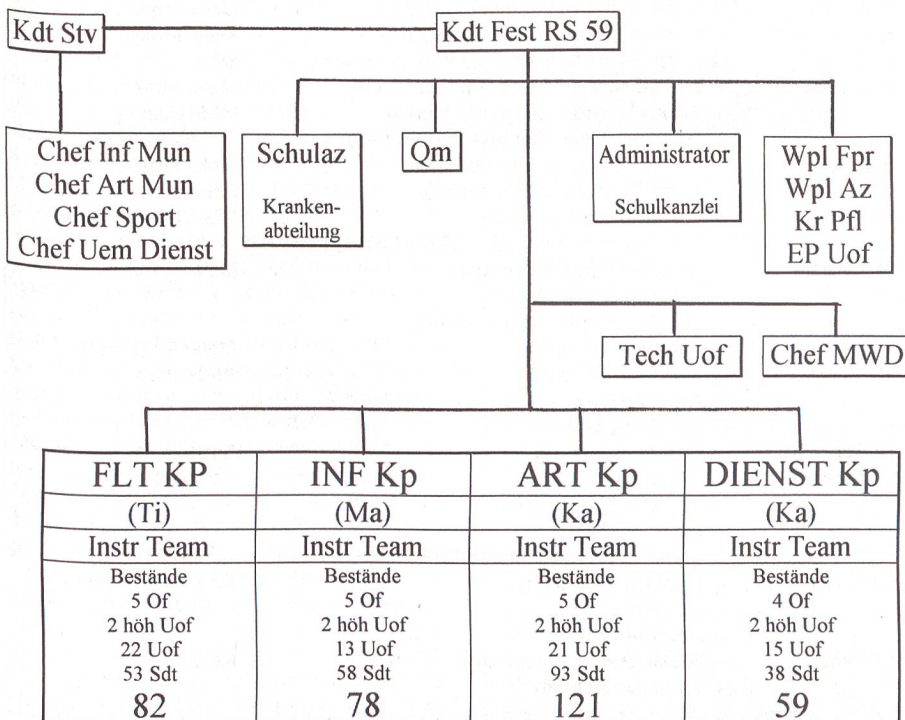 Kdt Stv
Kdt Fest RS 59
Chef Inf Mun
Chef Art Mun
Chef Sport
Chef Uem Dienst
Schulaz
Kranken-
abteilung
Qm
Administrator
Schulkanzlei
Wpl Fpr
Wpl Az
Kr Pfl
EP Uof
Tech Uof
Chef MWD
FLT KP
INF Kp
ART Kp
DIENST Kp
(Ti)
(Ma)
(Ka)
(Ka)
Instr Team
Instr Team
Instr Team
Instr Team
Bestände
5 Of
2 höh Uof
22 Uof
53 Sdt
82
Bestände
5 Of
2 höh Uof
13 Uof
58 Sdt
78
Bestände
5 Of
2 höh Uof
21 Uof
93 Sdt
121
Bestände
4 Of
2 höh Uof
15 Uof
38 Sdt
59